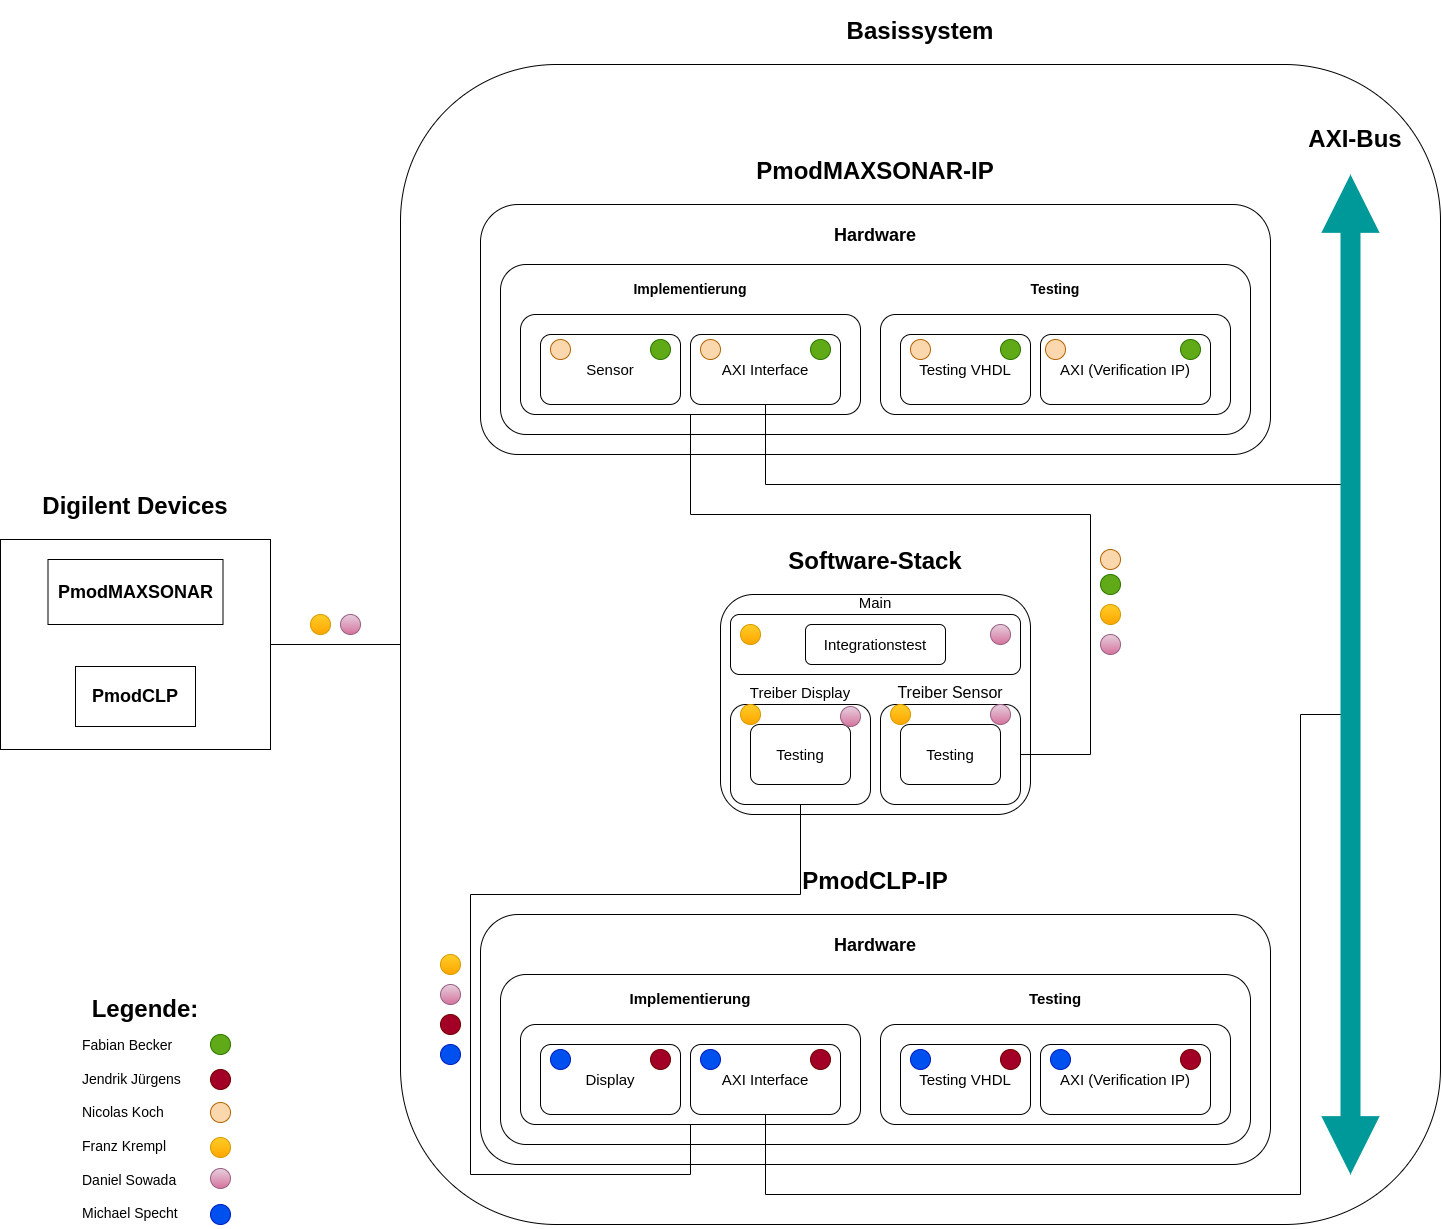 Basissystem
AXI-Bus
PmodMAXSONAR-IP
Hardware
Implementierung
Testing
Sensor
AXI Interface
Testing VHDL
AXI (Verification IP)
Digilent Devices
PmodMAXSONAR
PmodCLP
Software-Stack
Main
Integrationstest
Treiber Display
Treiber Sensor
Testing
Testing
PmodCLP-IP
Hardware
Implementierung
Testing
Display
AXI Interface
Testing VHDL
AXI (Verification IP)
Legende:
Fabian Becker
Jendrik Jürgens
Nicolas Koch
Franz Krempl
Daniel Sowada
Michael Specht